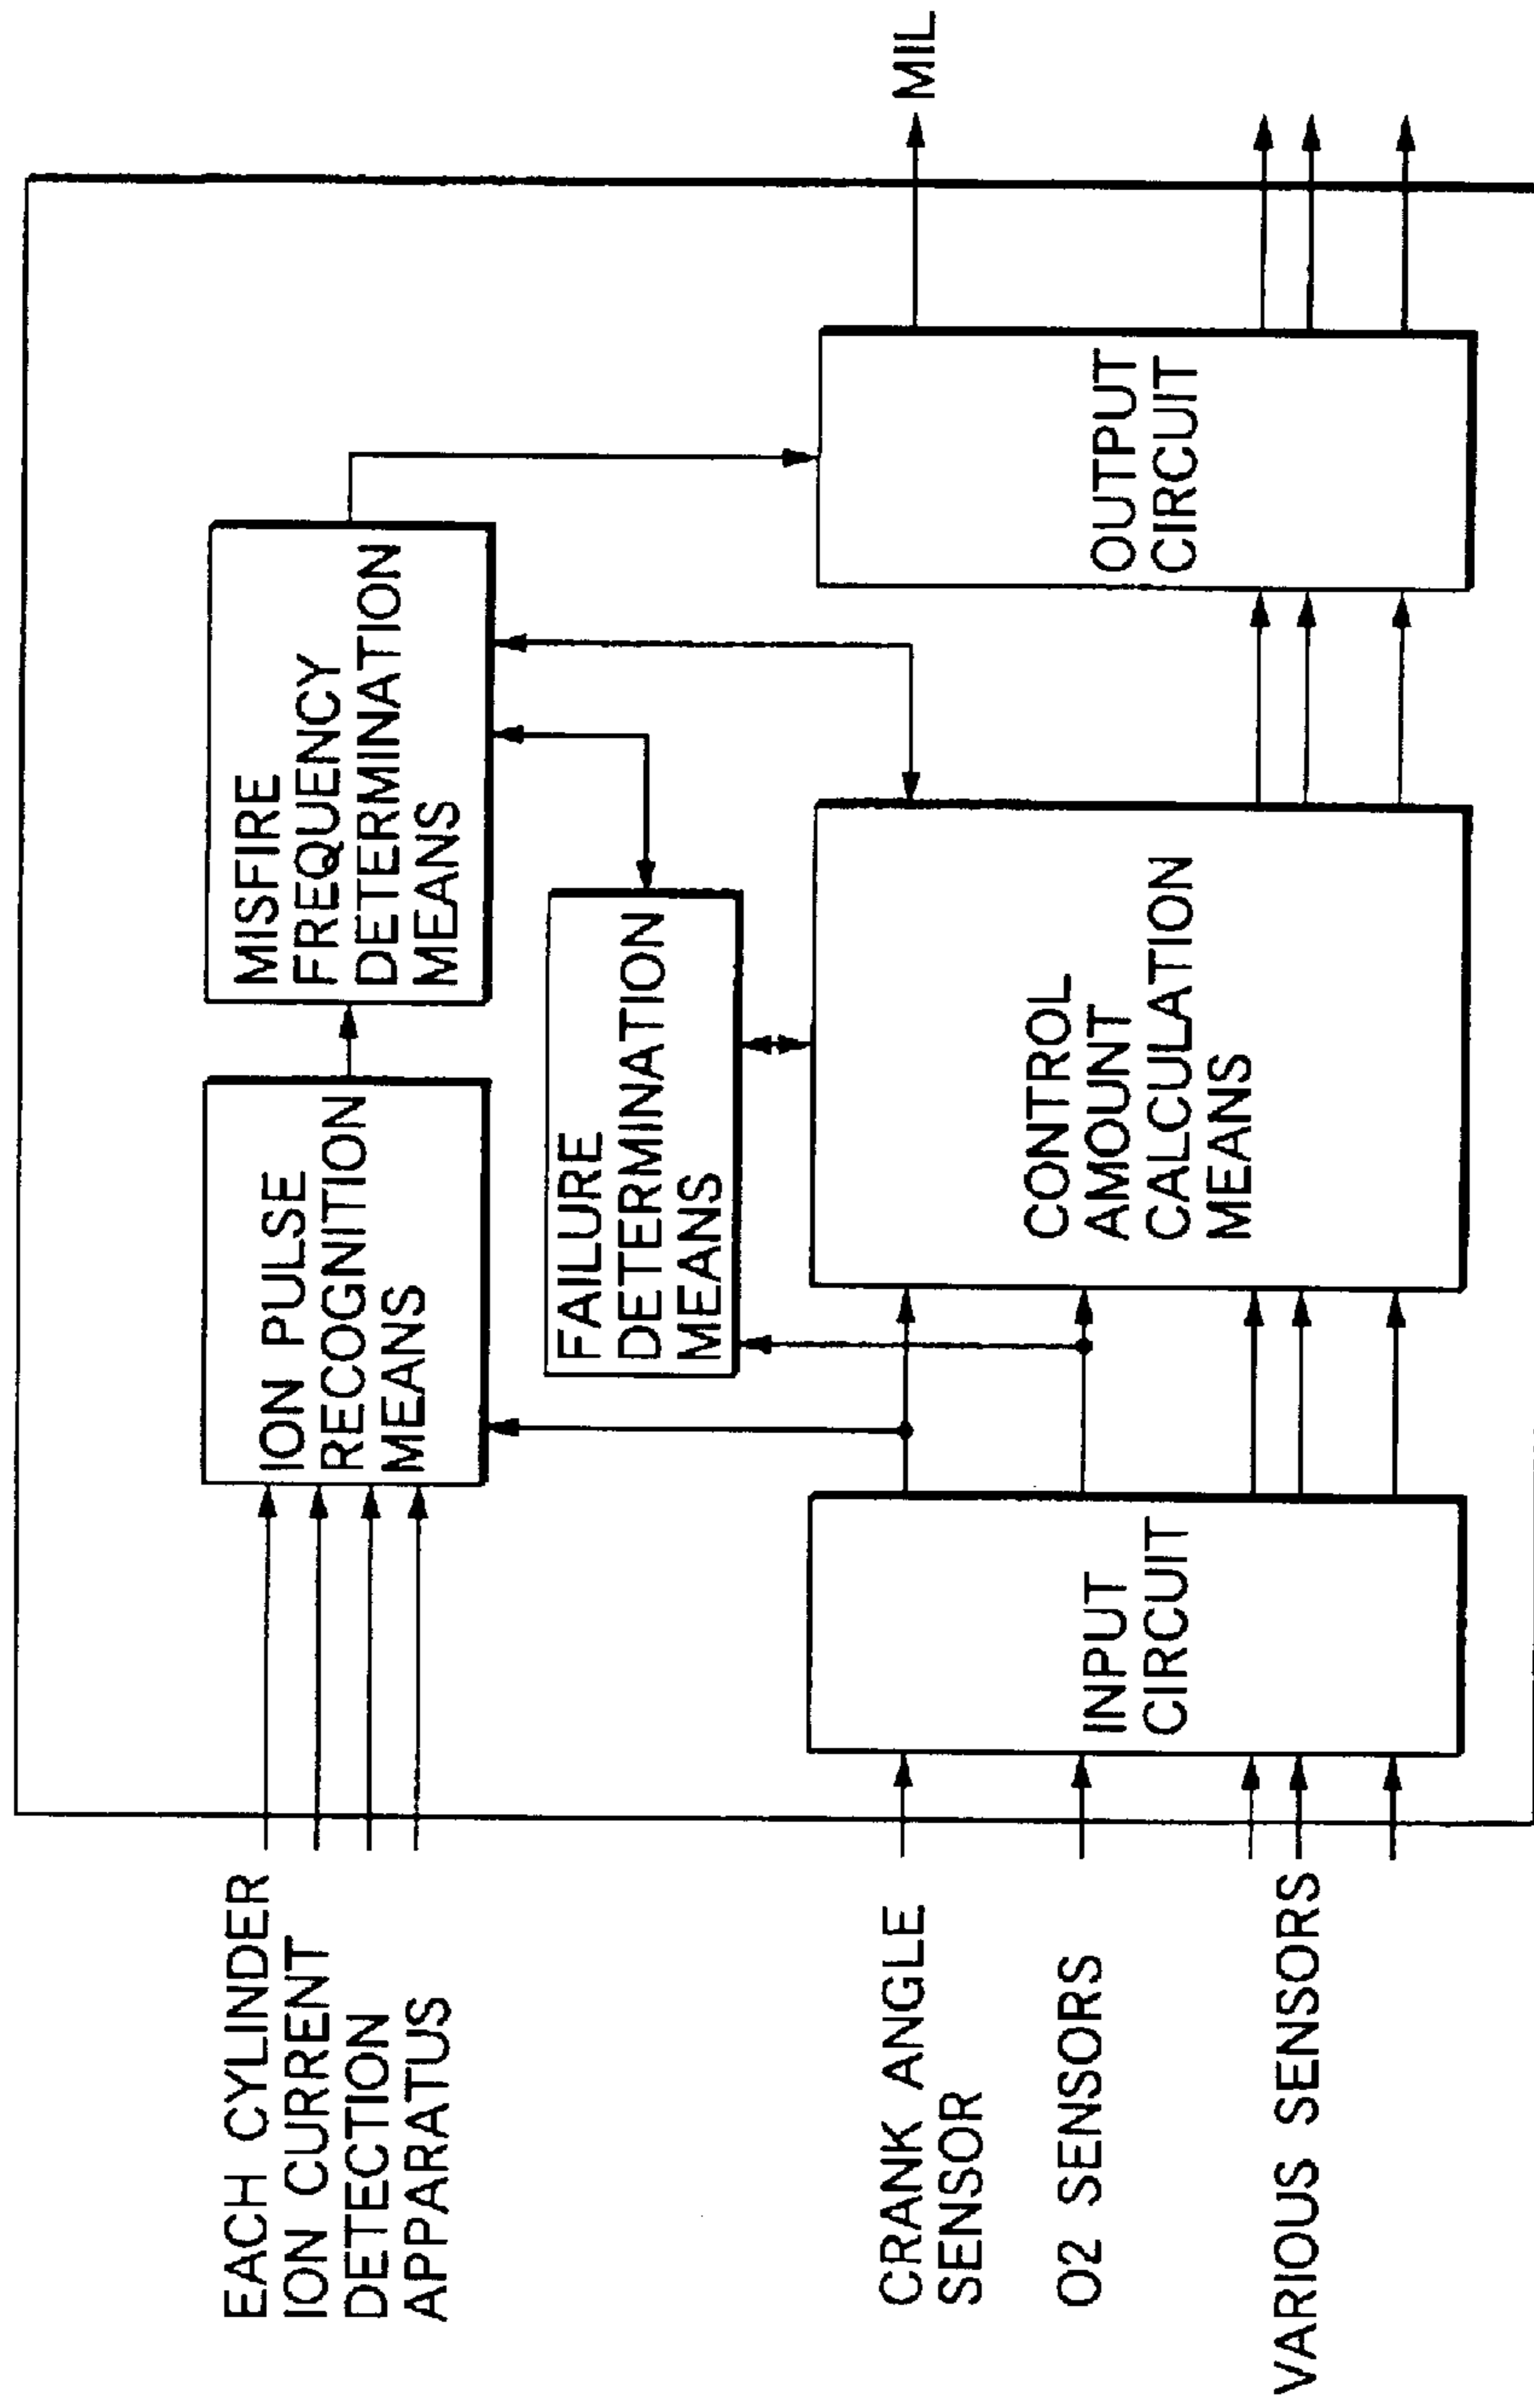 EACH CYLINDER
ION CURRENT
DETECTION
APPARATUS
ION PULSE
RECOGNITION
MEANS
MISFIRE
FREQUENCY
DETERMINATION
MEANS
FAILURE
DETERMINATION
MEANS
CRANK ANGLE
SENSOR
O2 SENSORS
VARIOUS SENSORS
INPUT
CIRCUIT
CONTROL
AMOUNT
CALCULATION
MEANS
OUTPUT
CIRCUIT
MIL